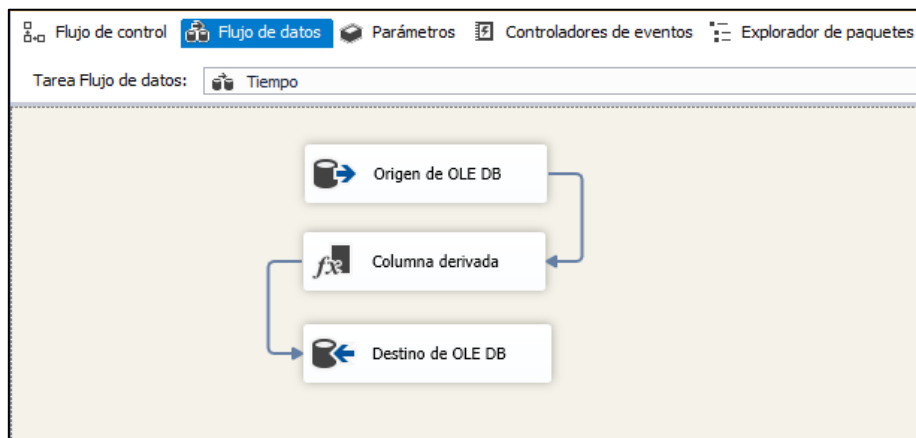 Flujo de control Flujo de datos Parámetros Controladores de eventos Explorador de paquetes
Tarea Flujo de datos: Tiempo
Origen de OLE DB
fx Columna derivada
Destino de OLE DB